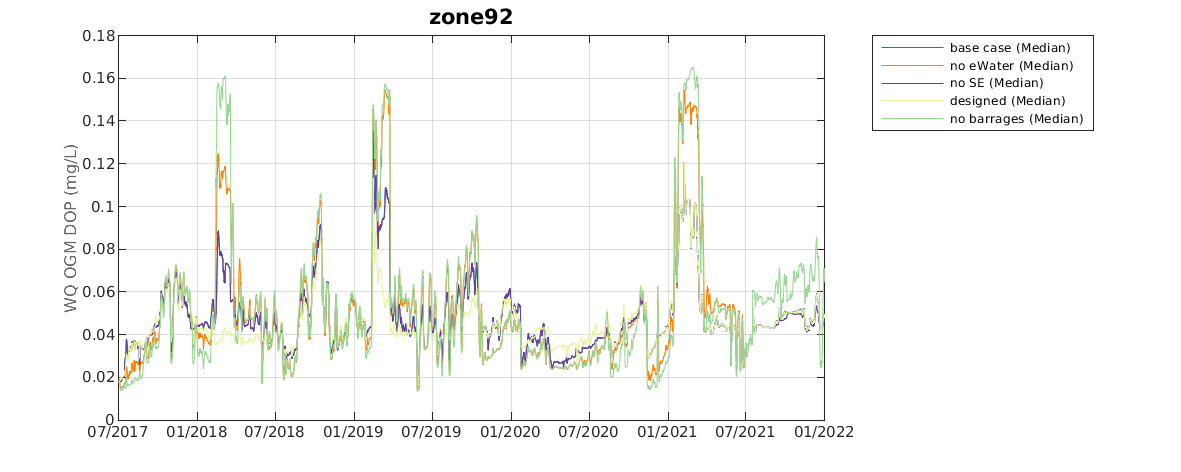 zone92
WQ OGM DOP (mg/L)
0.18
0.16
0.14
0.12
0.1
0.08
0.06
0.04
0.02
0
07/2017 01/2018 07/2018 01/2019 07/2019 01/2020 07/2020 01/2021 07/2021 01/2022
base case (Median)
no eWater (Median)
no SE (Median)
designed (Median)
no barrages (Median)